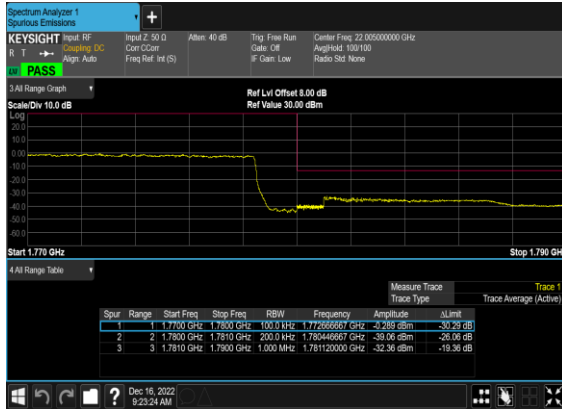 Spectrum Analyzer 1
Spurious Emissions
KEYSIGHT Input: RF Input Z: 50 Ω Atten: 40 dB Trig: Free Run Center Freq: 22.005000000 GHz
R T Coupling: DC Corr CCorr Gate: Off Avg|Hold: 100/100
Align: Auto Freq Ref: Int (S) IF Gain: Low Radio Std: None
PASS
3 All Range Graph
Ref Lvl Offset 8.00 dB
Scale/Div 10.0 dB Ref Value 30.00 dBm
Log
20.0
10.0
0.00
-10.0
-20.0
-30.0
-40.0
-50.0
-60.0
Start 1.770 GHz Stop 1.790 GH
4 All Range Table
Measure Trace Trace 1
Trace Type Trace Average (Active)
Spur Range Start Freq Stop Freq RBW Frequency Amplitude ΔLimit
1 1 1.7700 GHz 1.7800 GHz 100.0 kHz 1.772666667 GHz -0.289 dBm -30.29 dB
2 2 1.7800 GHz 1.7810 GHz 200.0 kHz 1.780446667 GHz -39.06 dBm -26.06 dB
3 3 1.7810 GHz 1.7900 GHz 1.000 MHz 1.781120000 GHz -32.36 dBm -19.36 dB
? Dec 16, 2022
9:23:24 AM